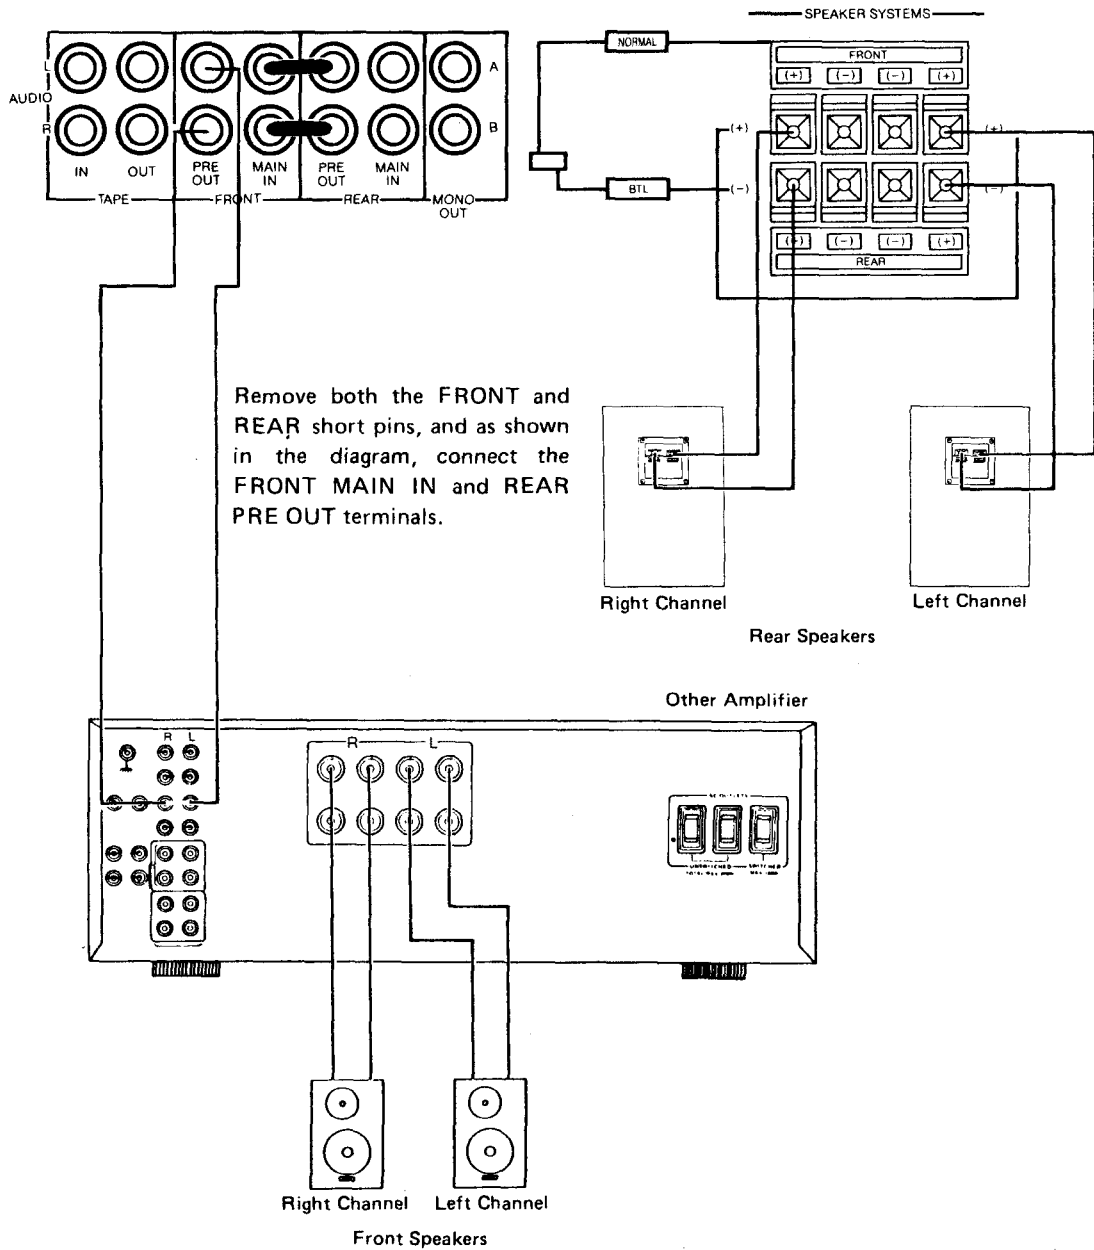 SPEAKER SYSTEMS
NORMAL
FRONT
(+) (−) (−) (+)
L
A
AUDIO
R
B
(+)
(+)
IN OUT PRE OUT MAIN IN PRE OUT MAIN IN
TAPE FRONT REAR MONO OUT
BTL
(−)
(−)
(+) (−) (−) (+)
REAR
Remove both the FRONT and
REAR short pins, and as shown
in the diagram, connect the
FRONT MAIN IN and REAR
PRE OUT terminals.
Right Channel
Left Channel
Rear Speakers
Other Amplifier
R L
R L
UNSWITCHED
SWITCHED
Right Channel
Left Channel
Front Speakers